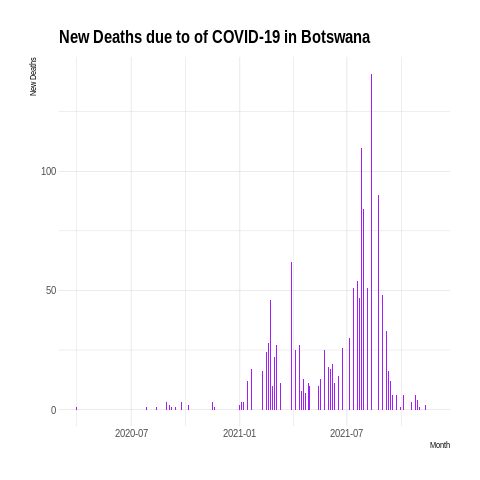 New Deaths due to of COVID-19 in Botswana
New Deaths
100
50
0
2020-07
2021-01
2021-07
Month